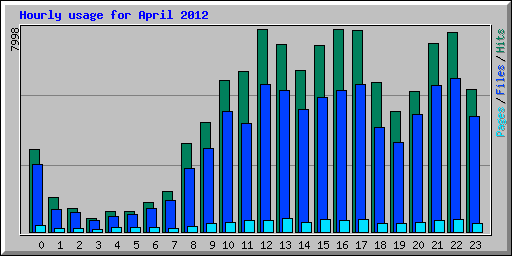 Hourly usage for April 2012
7998
Pages/Files/Hits
0 1 2 3 4 5 6 7 8 9 10 11 12 13 14 15 16 17 18 19 20 21 22 23